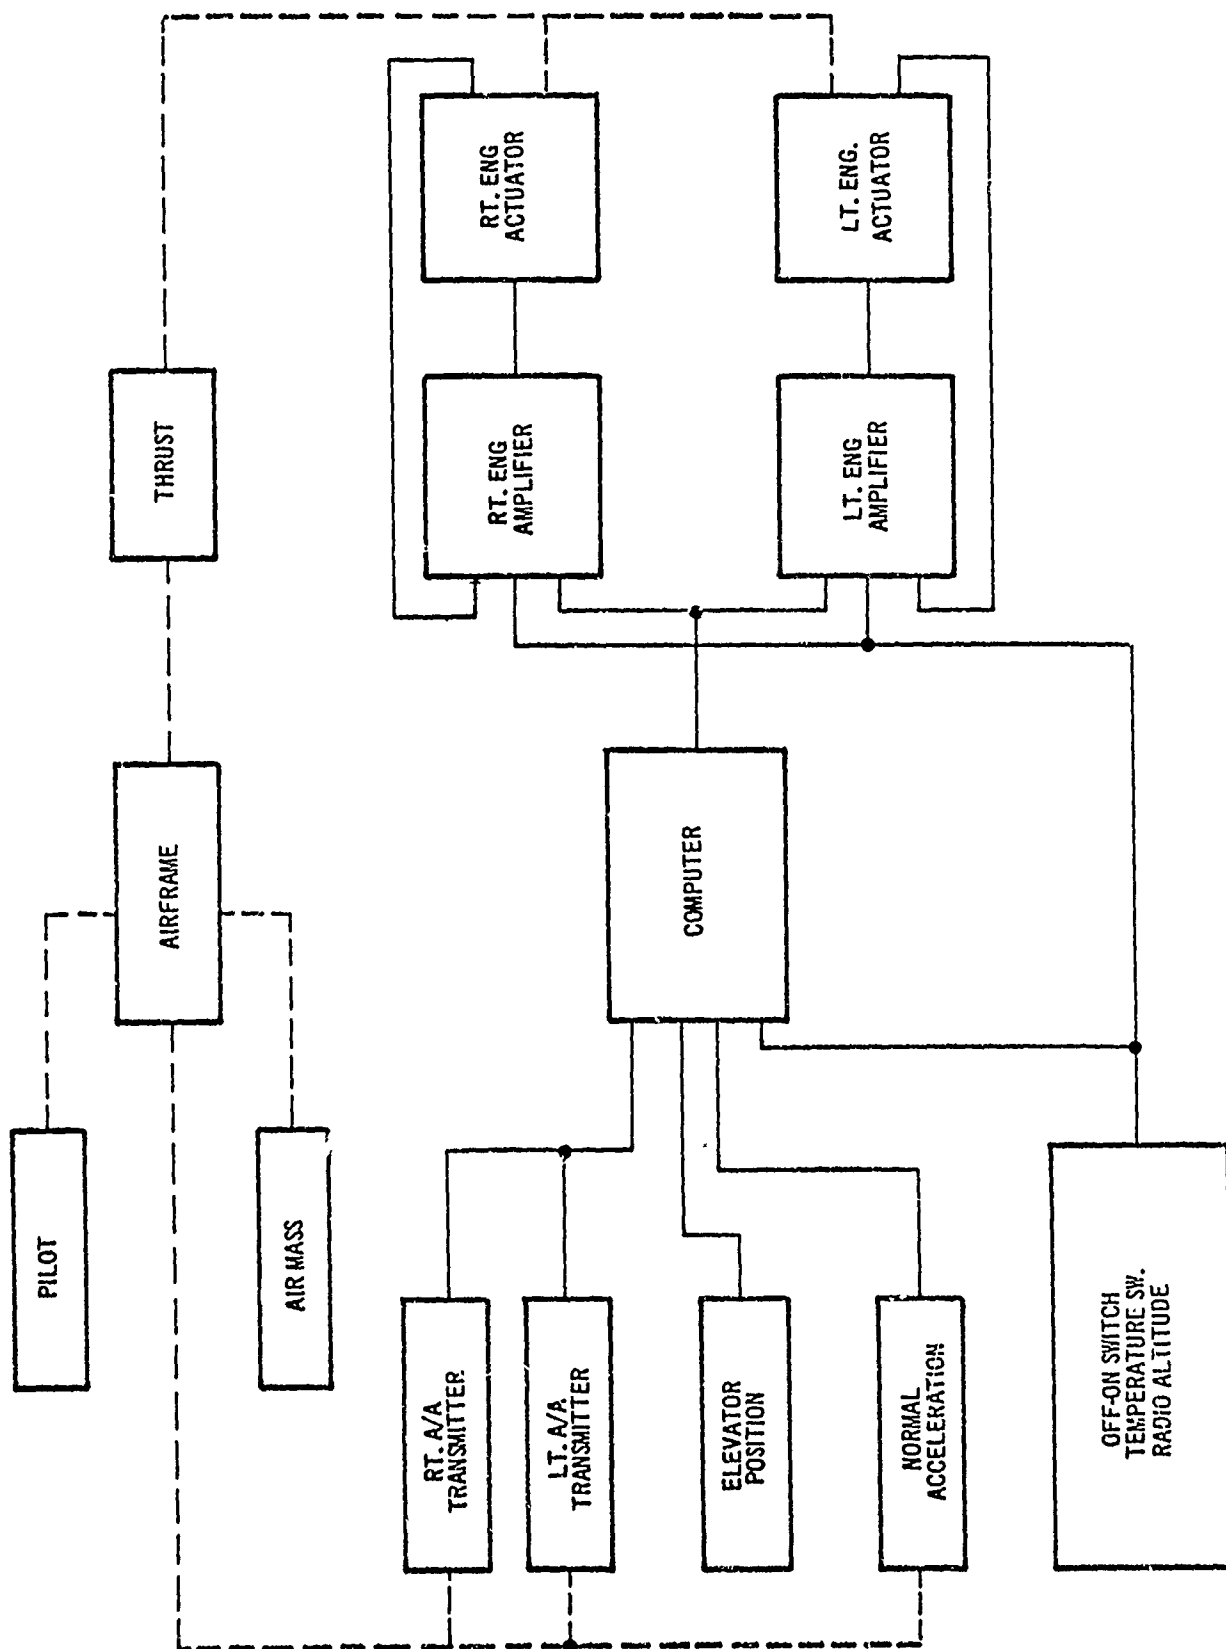 PILOT
AIR MASS
AIRFRAME
THRUST
RT. A/A
TRANSMITTER
LT. A/A
TRANSMITTER
ELEVATOR
POSITION
NORMAL
ACCELERATION
OFF-ON SWITCH
TEMPERATURE SW.
RADIO ALTITUDE
COMPUTER
RT. ENG
AMPLIFIER
LT. ENG
AMPLIFIER
RT. ENG
ACTUATOR
LT. ENG.
ACTUATOR